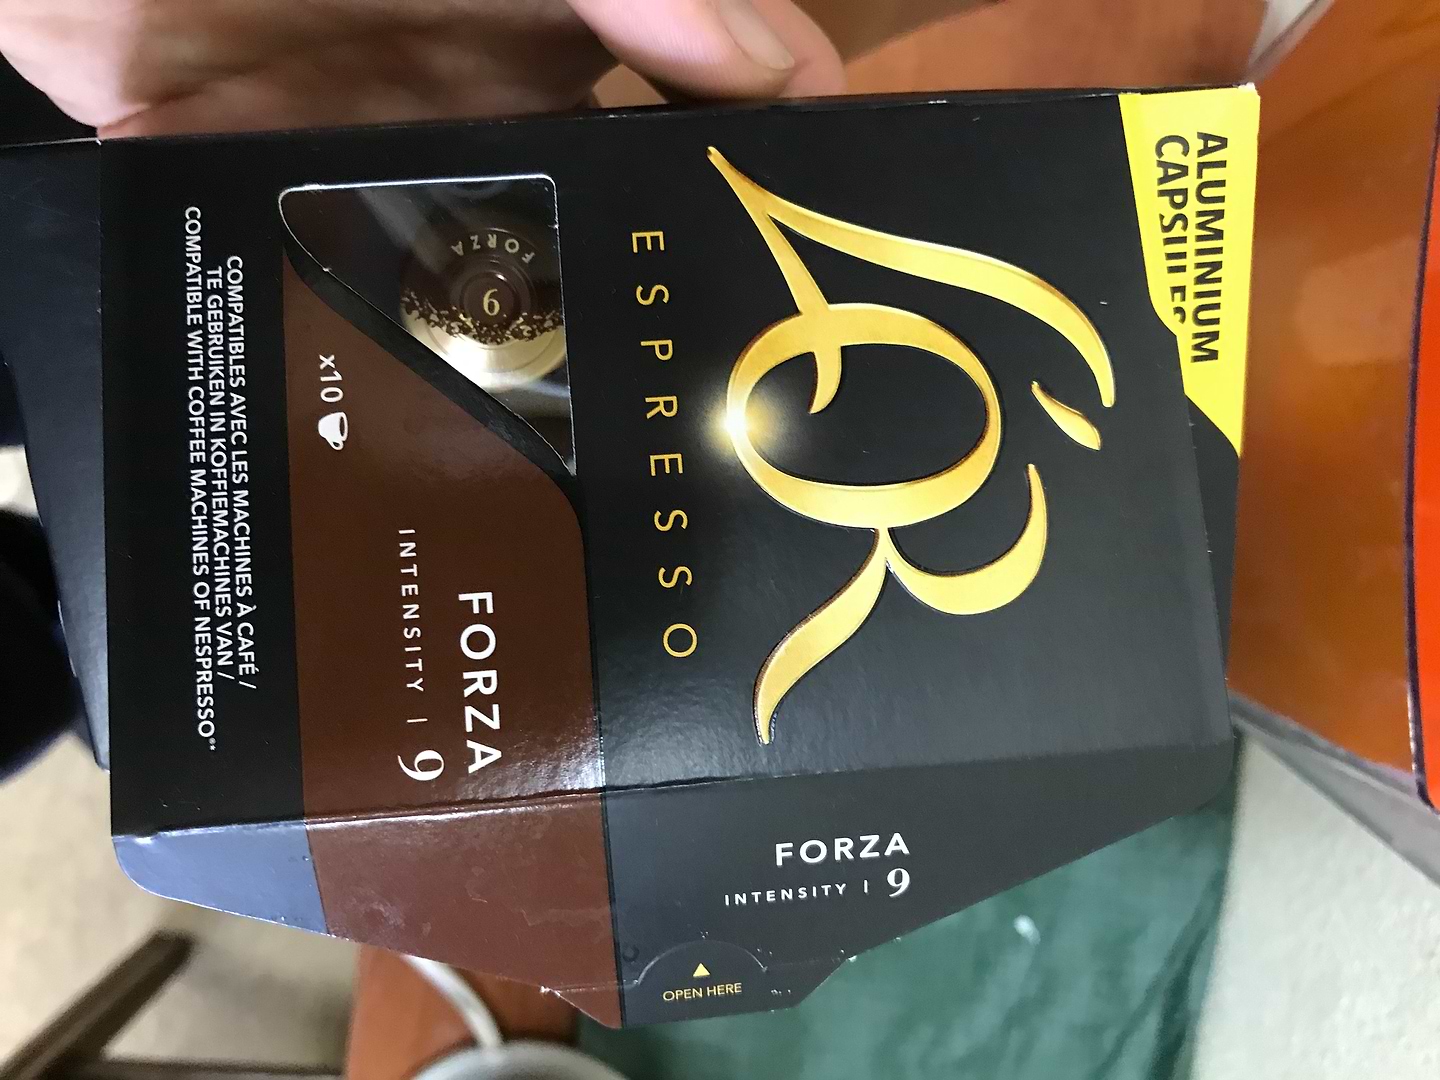 ALUMINIUM
CAPSULES
L'OR
ESPRESSO
FORZA
9
x10
FORZA
INTENSITY | 9
COMPATIBLES AVEC LES MACHINES À CAFÉ /
TE GEBRUIKEN IN KOFFIEMACHINES VAN /
COMPATIBLE WITH COFFEE MACHINES OF NESPRESSO®*
FORZA
INTENSITY | 9
OPEN HERE